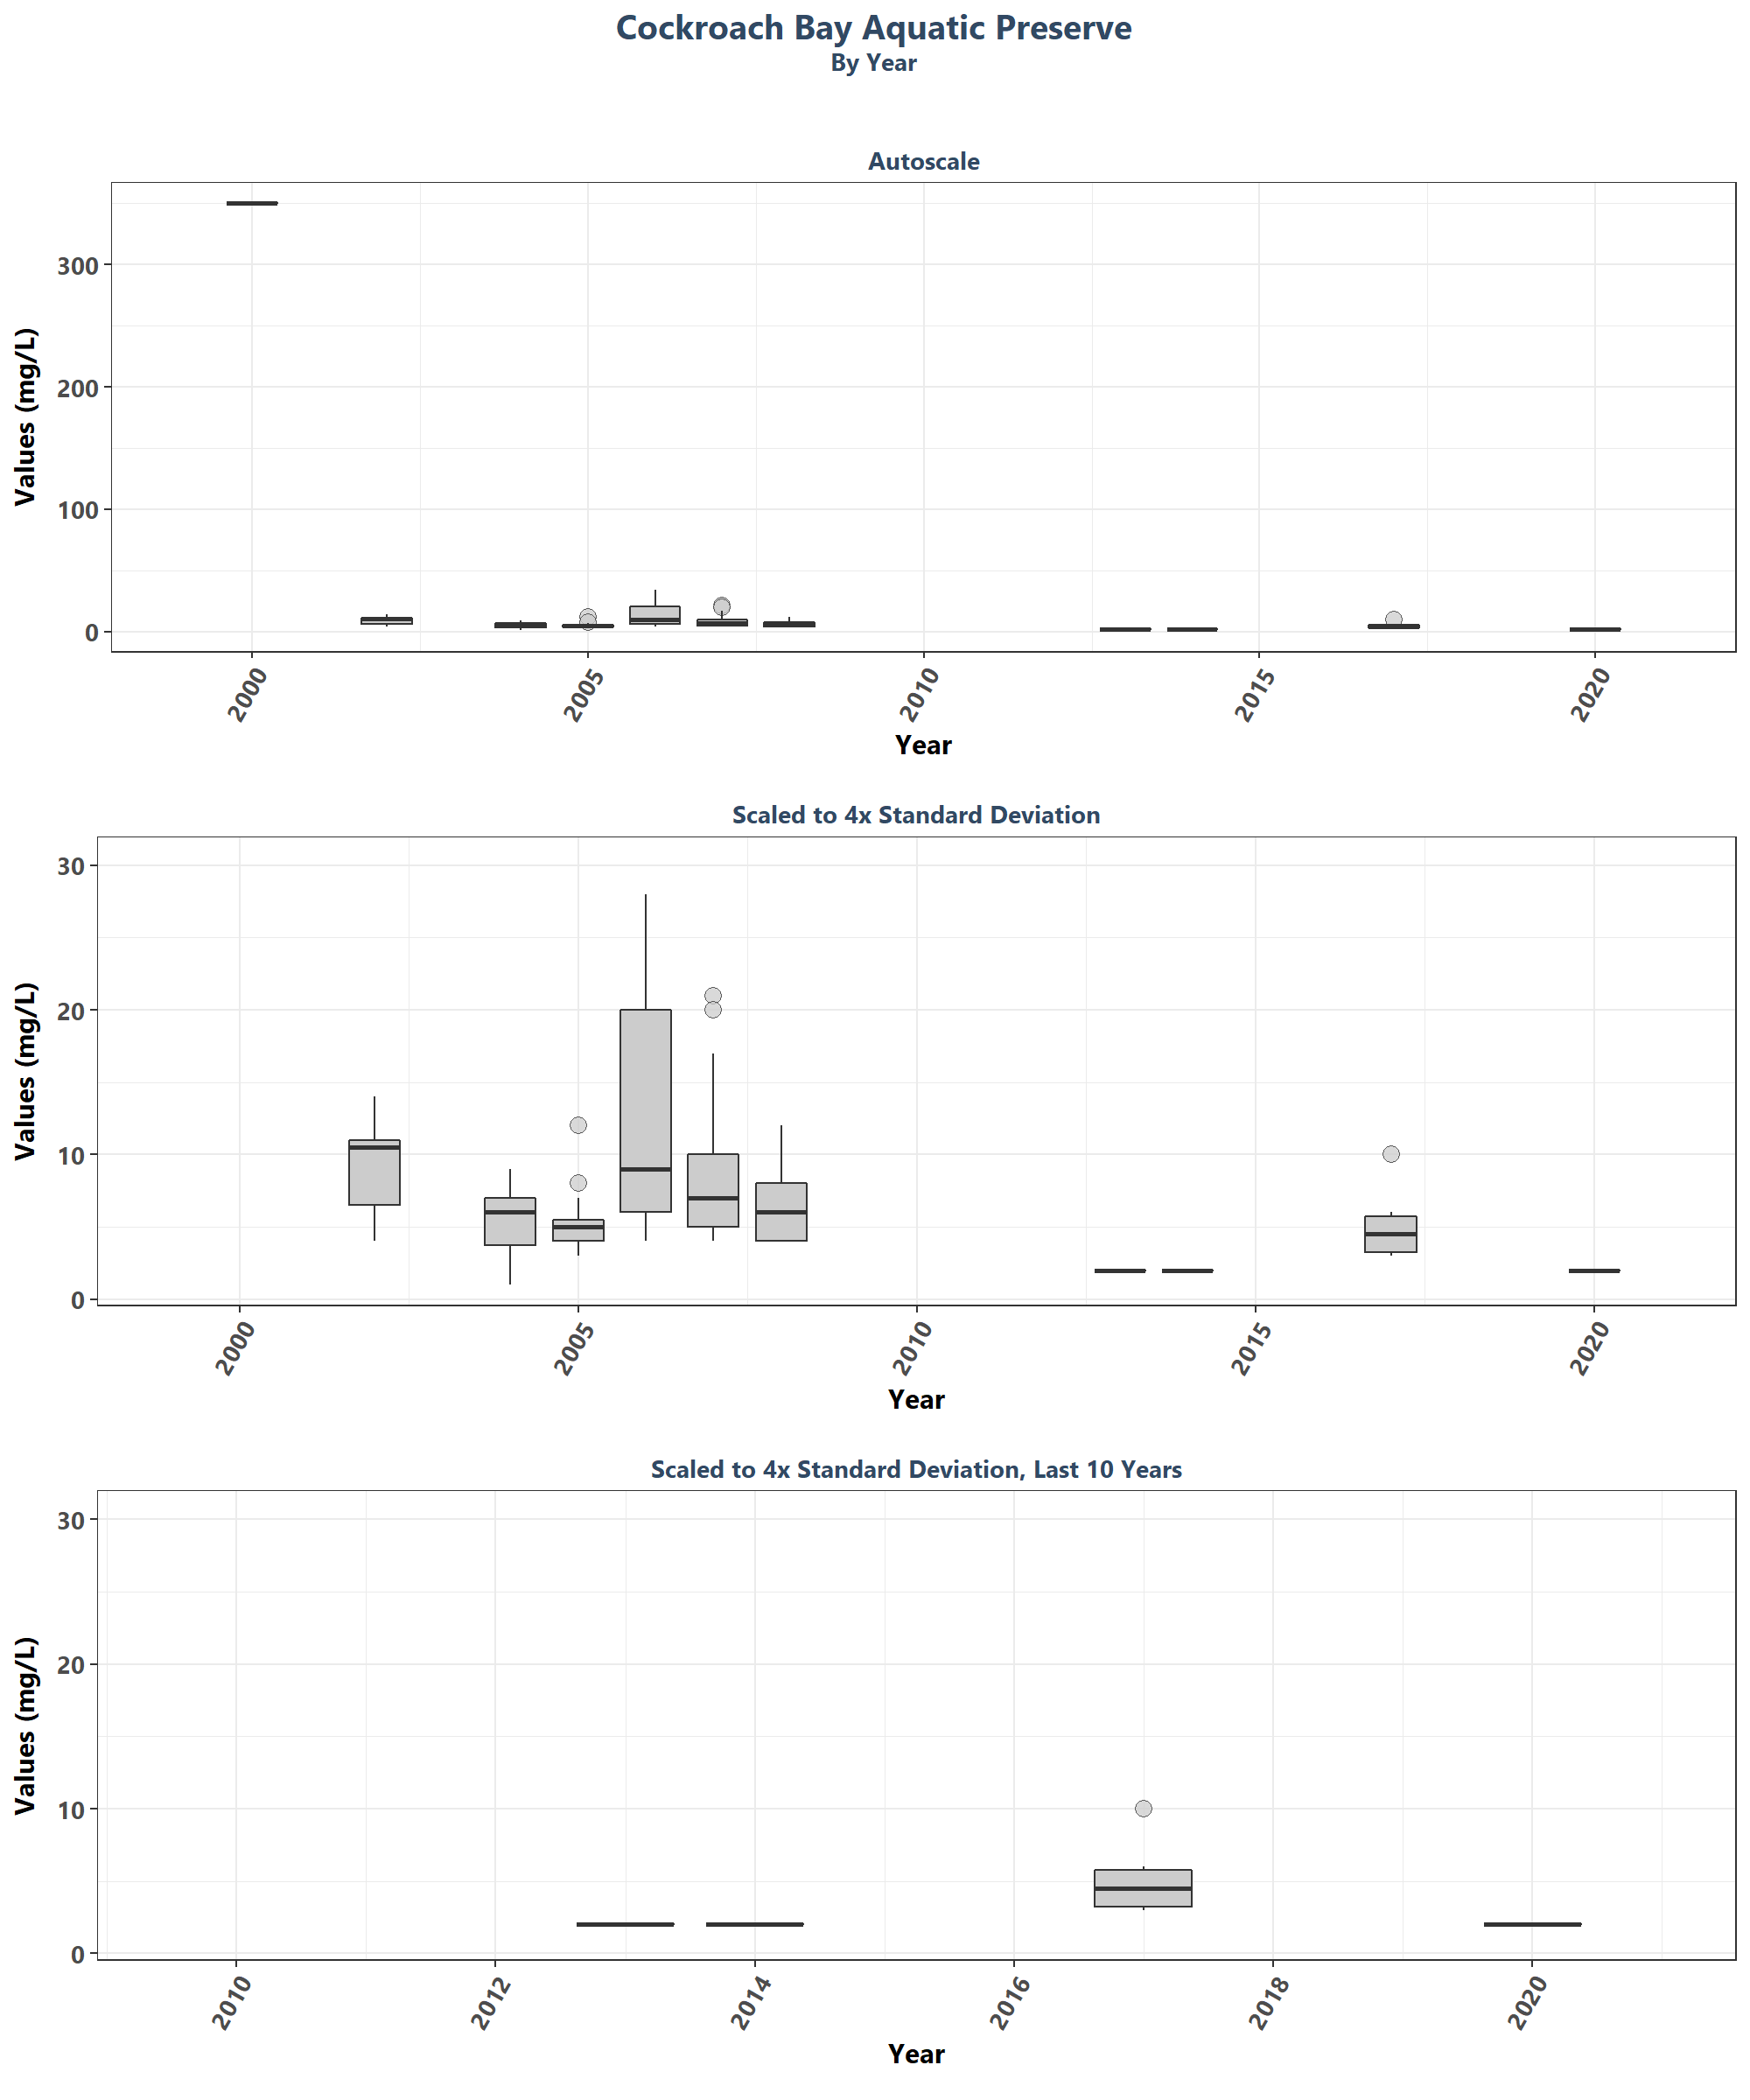 Cockroach Bay Aquatic Preserve
By Year
Autoscale
Values (mg/L)
300
200
100
0
2000
2005
2010
2015
2020
Year
Scaled to 4x Standard Deviation
Values (mg/L)
30
20
10
0
2000
2005
2010
2015
2020
Year
Scaled to 4x Standard Deviation, Last 10 Years
Values (mg/L)
30
20
10
0
2010
2012
2014
2016
2018
2020
Year